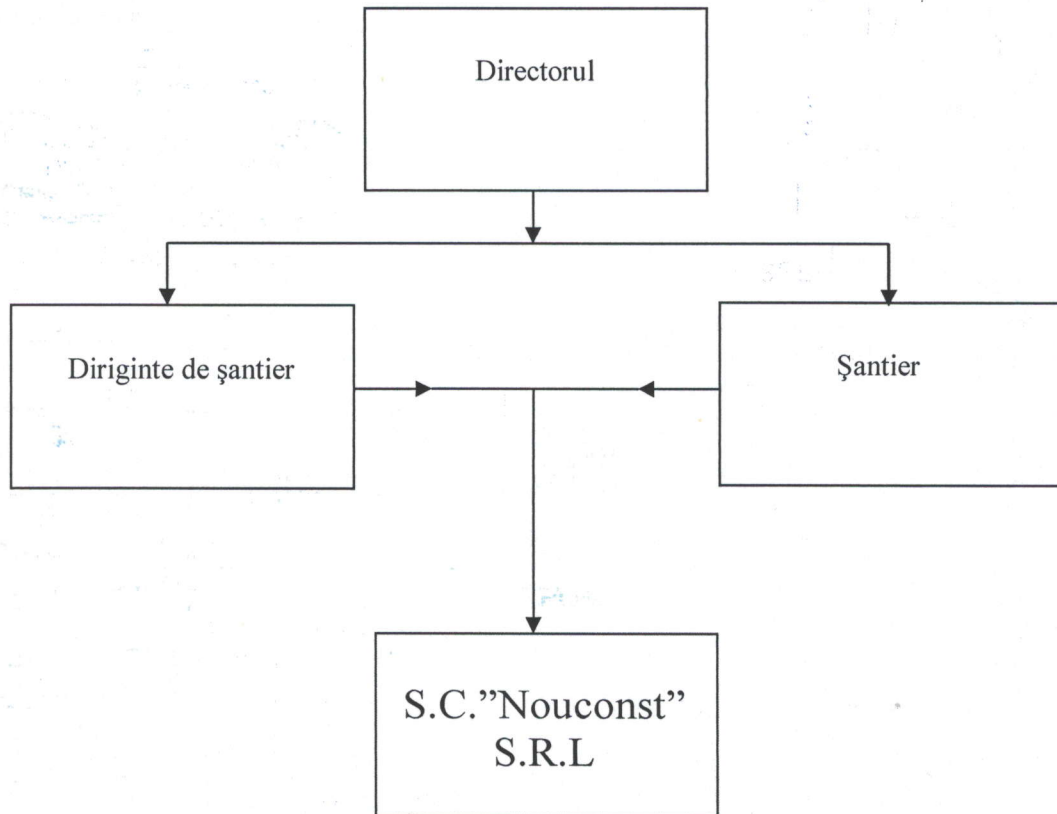 Directorul
Diriginte de şantier
Şantier
S.C.”Nouconst”
S.R.L